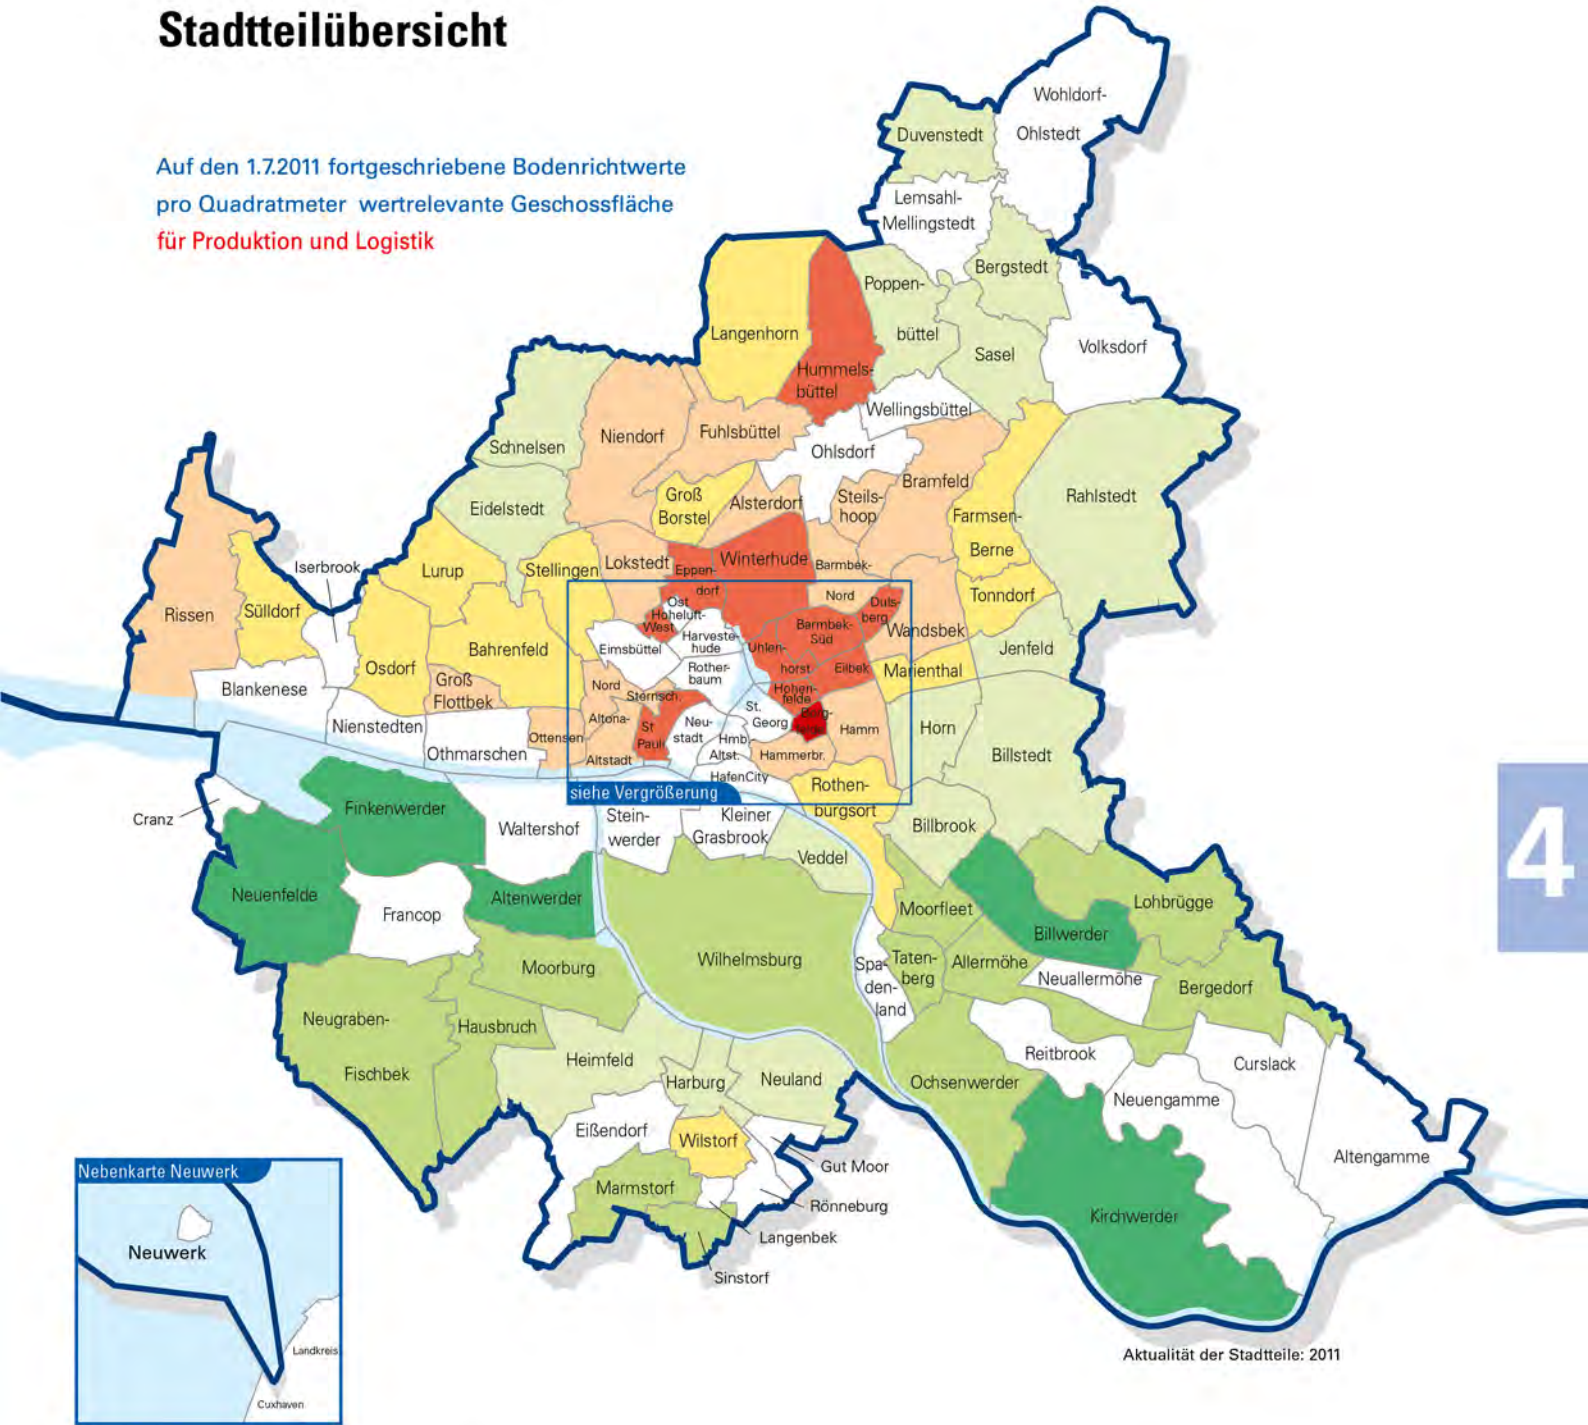 Stadtteilübersicht
Auf den 1.7.2011 fortgeschriebene Bodenrichtwerte
pro Quadratmeter wertrelevante Geschossfläche
für Produktion und Logistik
Wohldorf-
Ohlstedt
Duvenstedt
Lemsahl-
Mellingstedt
Bergstedt
Poppen-
büttel
Sasel
Volksdorf
Langenhorn
Hummels-
büttel
Wellingsbüttel
Schnelsen
Niendorf
Fuhlsbüttel
Ohlsdorf
Bramfeld
Rahlstedt
Eidelstedt
Groß
Borstel
Alsterdorf
Steils-
hoop
Farmsen-
Berne
Iserbrook
Lurup
Stellingen
Lokstedt
Eppen-
dorf
Winterhude
Barmbek-
Nord
Tonndorf
Rissen
Sülldorf
Ost
Hoheluft-
West
Duls-
berg
Barmbek-
Süd
Wandsbek
Osdorf
Bahrenfeld
Eimsbüttel
Harveste-
hude
Uhlen-
horst
Eilbek
Marienthal
Jenfeld
Blankenese
Groß
Flottbek
Nord
Altona-
Altstadt
Sternsch.
Rother-
baum
Hohen-
felde
Nienstedten
Othmarschen
Ottensen
St
Pauli
Neu-
stadt
Hmb.
Altst.
St.
Georg
Borg-
Hamm
Hammerbr.
Horn
Billstedt
HafenCity
siehe Vergrößerung
Rothen-
burgsort
Cranz
Finkenwerder
Waltershof
Stein-
werder
Kleiner
Grasbrook
Veddel
Billbrook
4
Neuenfelde
Francop
Altenwerder
Moorfleet
Lohbrügge
Billwerder
Moorburg
Wilhelmsburg
Spa-
den-
land
Taten-
berg
Allermöhe
Neuallermöhe
Bergedorf
Neugraben-
Fischbek
Hausbruch
Heimfeld
Harburg
Neuland
Ochsenwerder
Reitbrook
Curslack
Neuengamme
Eißendorf
Wilstorf
Gut Moor
Altengamme
Marmstorf
Rönneburg
Langenbek
Sinstorf
Kirchwerder
Nebenkarte Neuwerk
Neuwerk
Landkreis
Cuxhaven
Aktualität der Stadtteile: 2011